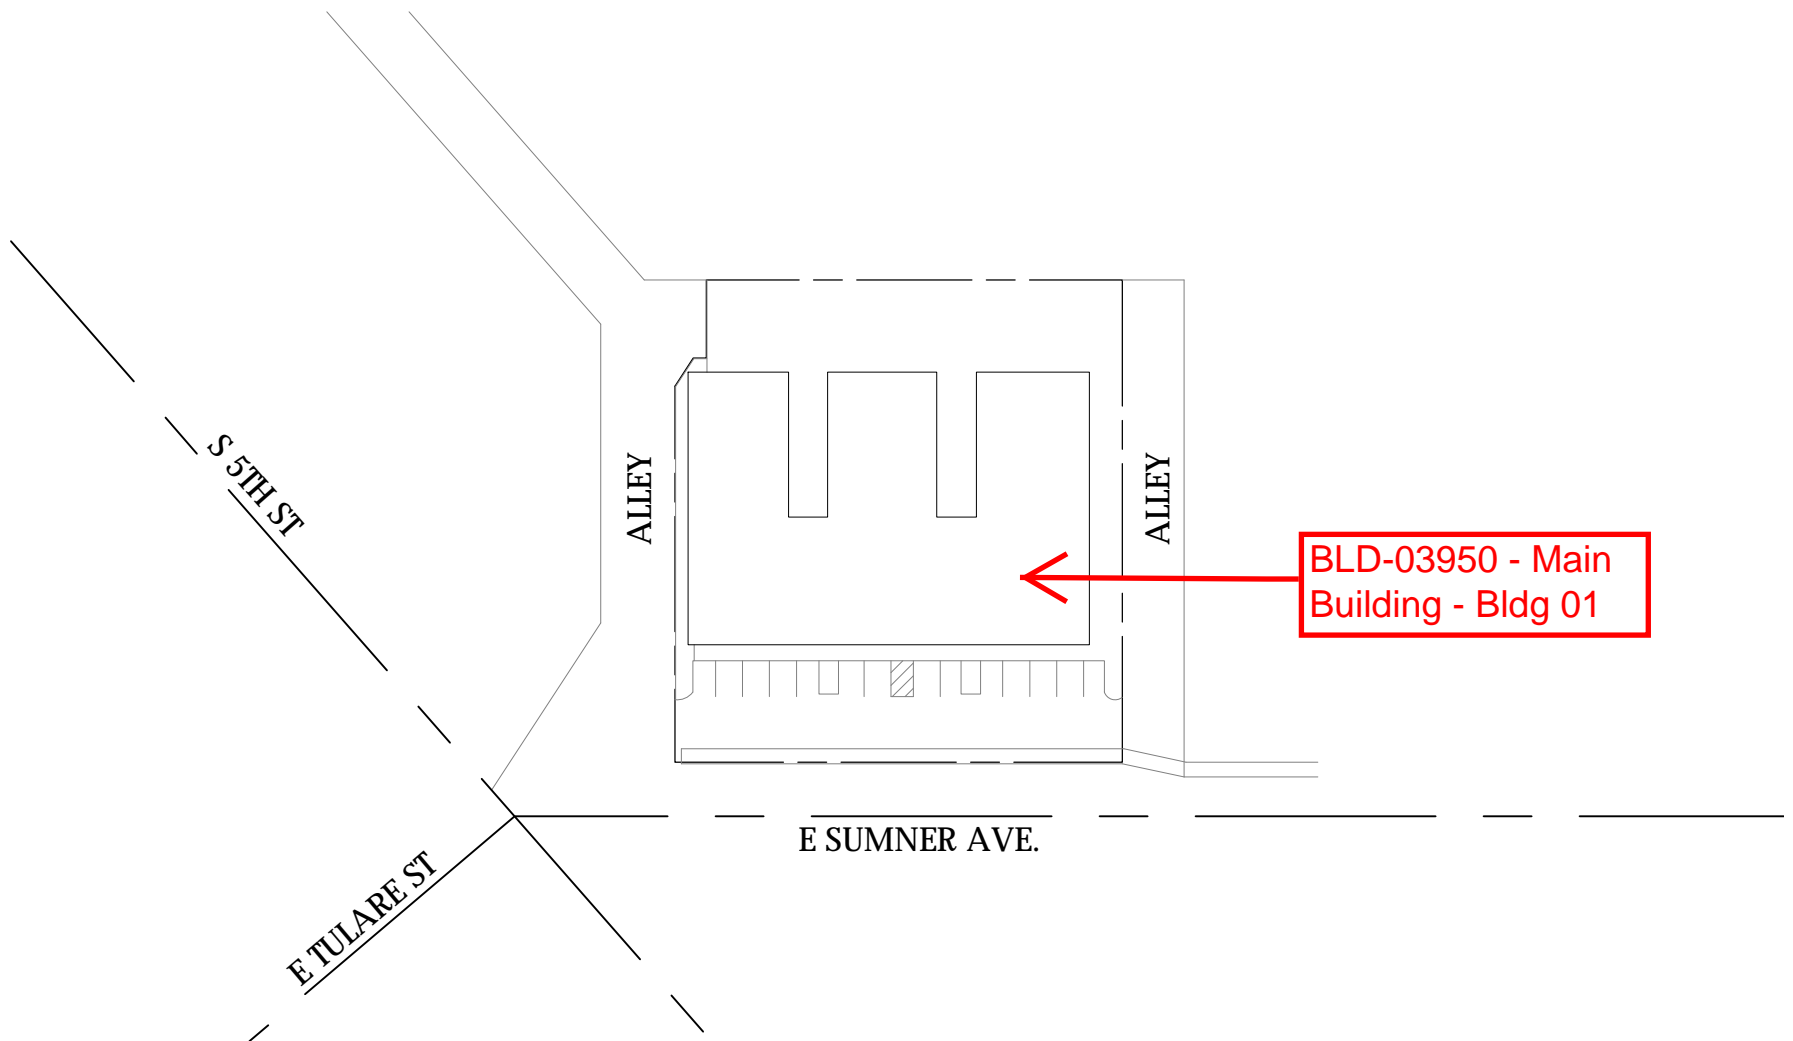 S 5TH ST
ALLEY
ALLEY
BLD-03950 - Main
Building - Bldg 01
E SUMNER AVE.
E TULARE ST